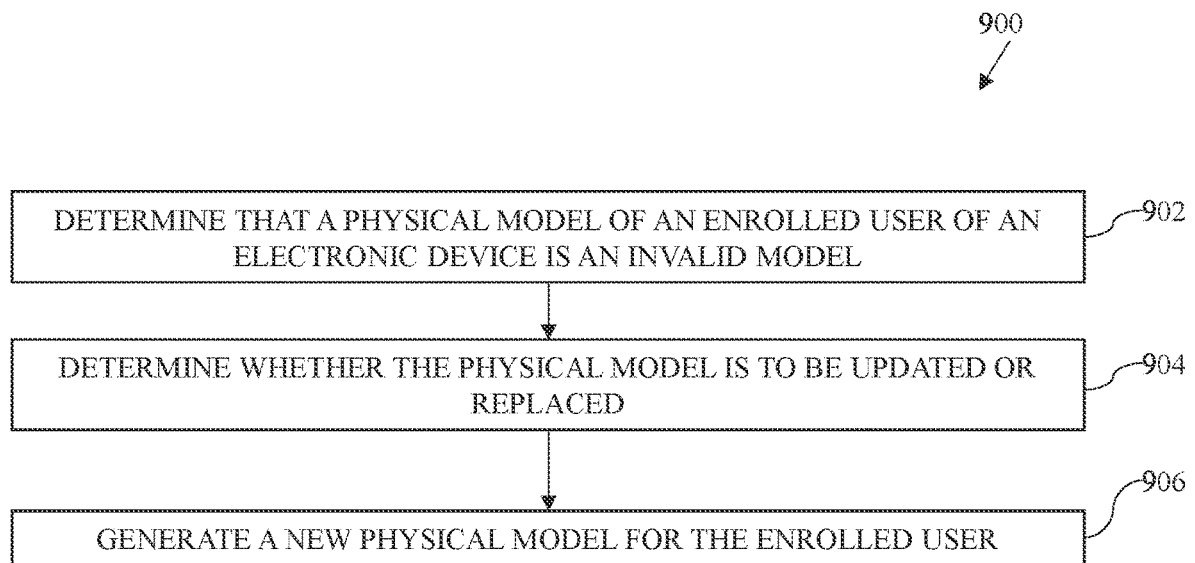 900
DETERMINE THAT A PHYSICAL MODEL OF AN ENROLLED USER OF AN
ELECTRONIC DEVICE IS AN INVALID MODEL
902
DETERMINE WHETHER THE PHYSICAL MODEL IS TO BE UPDATED OR
REPLACED
904
GENERATE A NEW PHYSICAL MODEL FOR THE ENROLLED USER
906